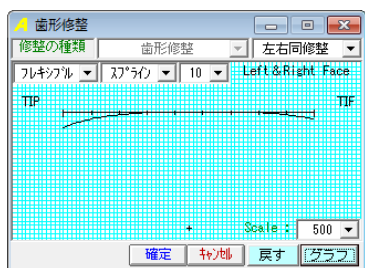 歯形修整
修整の種類 歯形修整 左右同修整
フレキシブル スプライン 10 Left & Right Face
TIP TIF
Scale : 500
確定 キャンセル 戻す グラフ